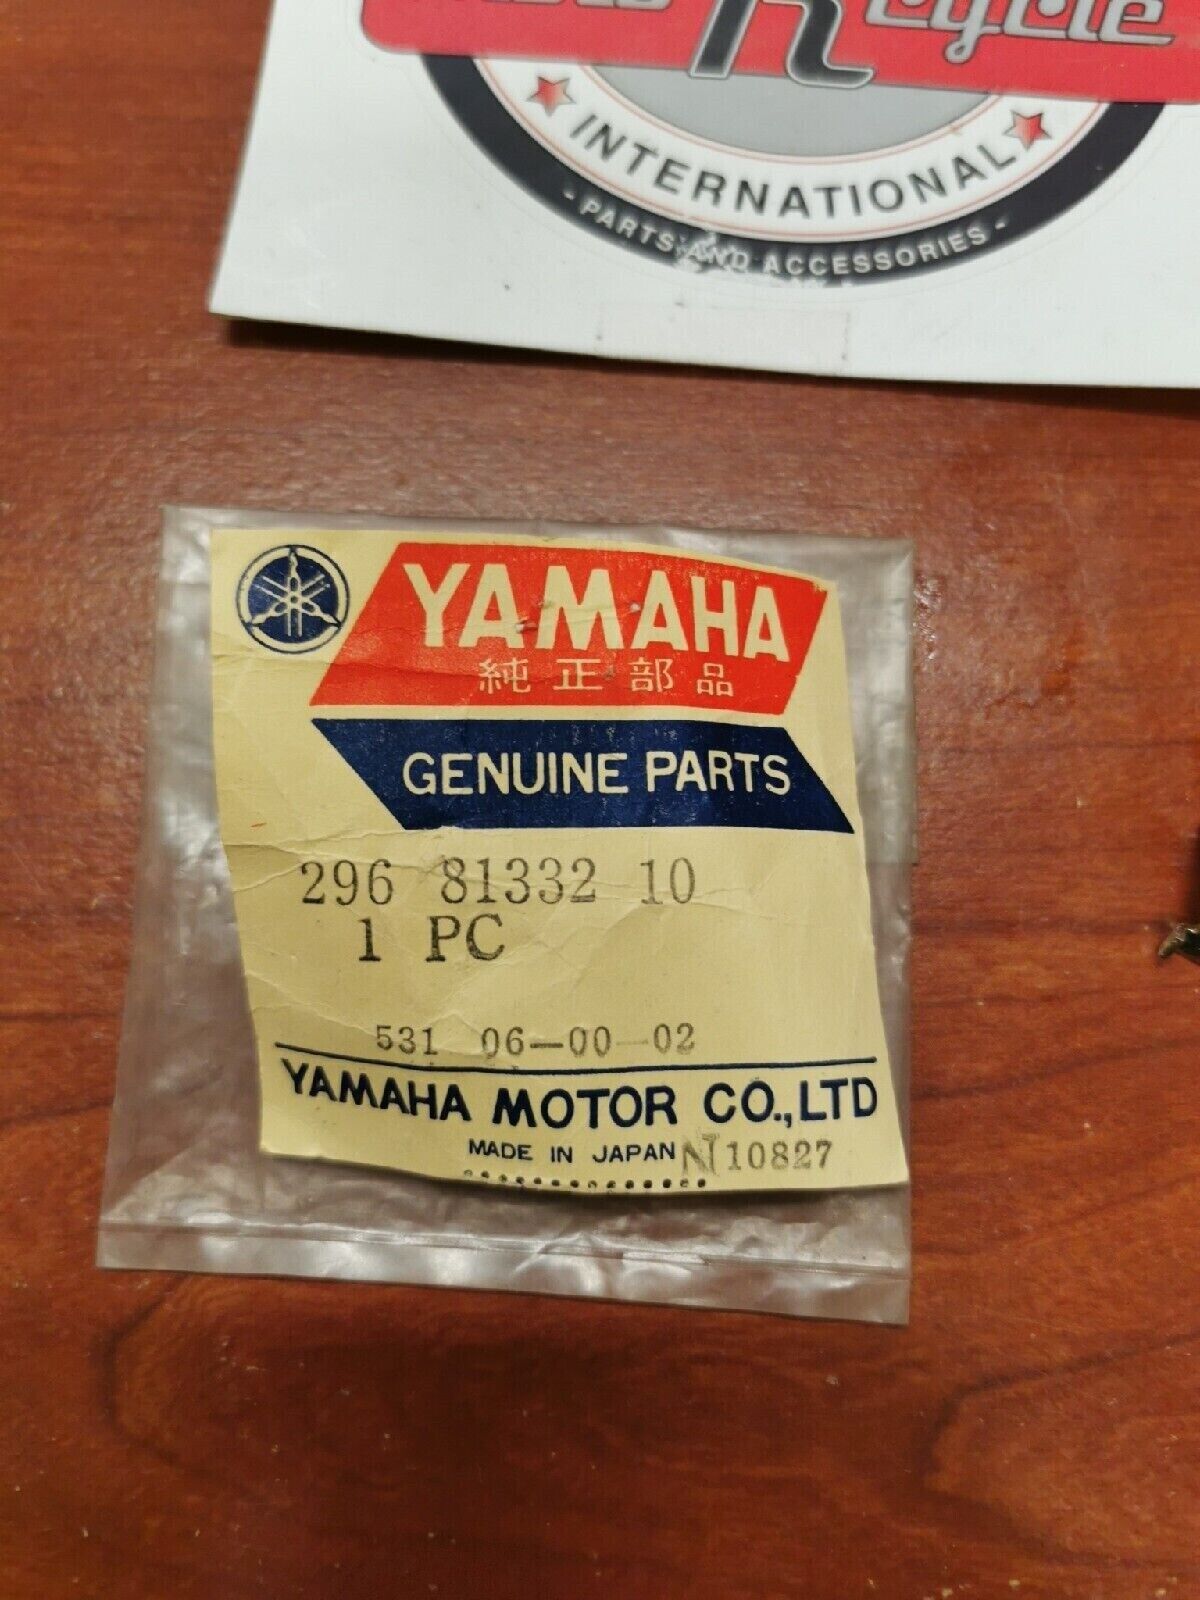 Cycle
INTERNATIONAL
- PARTS AND ACCESSORIES -
YAMAHA
純正部品
GENUINE PARTS
296 81332 10
1 PC
531 06-00-02
YAMAHA MOTOR CO., LTD
MADE IN JAPAN N 10827